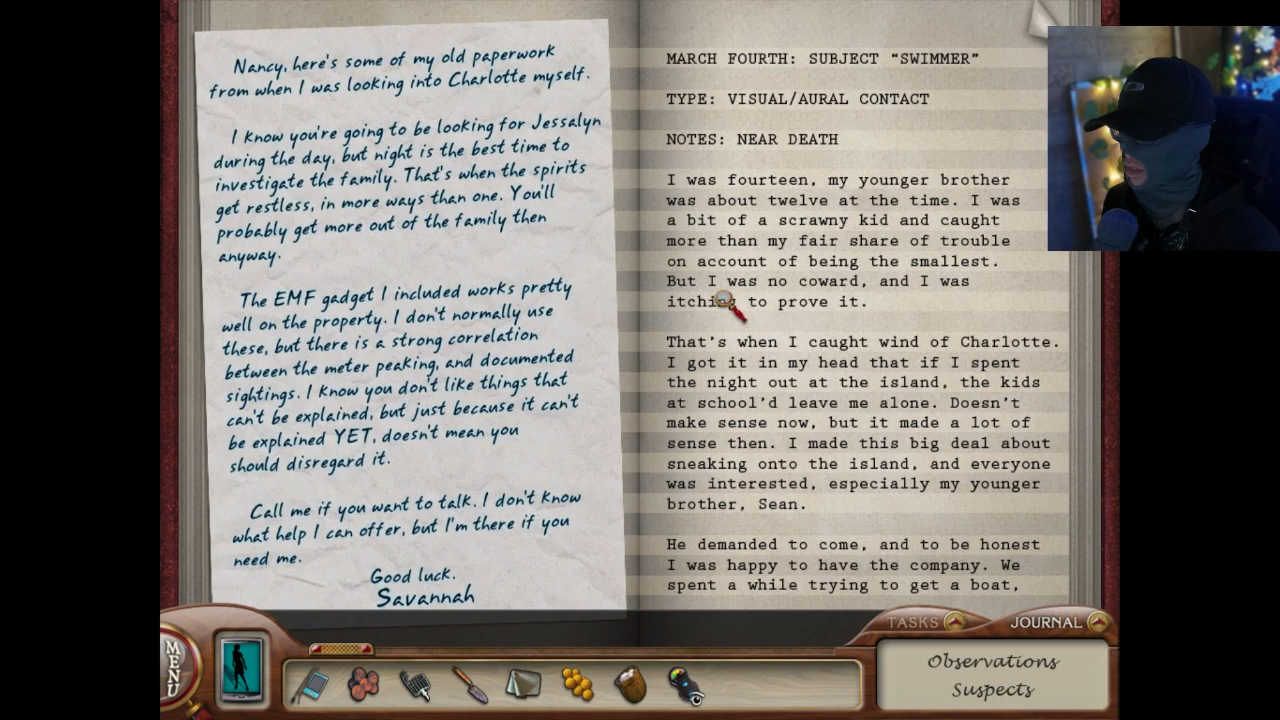 Nancy, here's some of my old paperwork
from when I was looking into Charlotte myself.
I know you're going to be looking for Jessalyn
during the day, but night is the best time to
investigate the family. That's when the spirits
get restless, in more ways than one. You'll
probably get more out of the family then
anyway.
The EMF gadget I included works pretty
well on the property. I don't normally use
these, but there is a strong correlation
between the meter peaking, and documented
sightings. I know you don't like things that
can't be explained, but just because it can't
be explained YET, doesn't mean you
should disregard it.
Call me if you want to talk. I don't know
what help I can offer, but I'm there if you
need me.
Good luck.
Savannah
MARCH FOURTH: SUBJECT “SWIMMER”
TYPE: VISUAL/AURAL CONTACT
NOTES: NEAR DEATH
I was fourteen, my younger brother
was about twelve at the time. I was
a bit of a scrawny kid and caught
more than my fair share of trouble
on account of being the smallest.
But I was no coward, and I was
itching to prove it.
That's when I caught wind of Charlotte.
I got it in my head that if I spent
the night out at the island, the kids
at school'd leave me alone. Doesn't
make sense now, but it made a lot of
sense then. I made this big deal about
sneaking onto the island, and everyone
was interested, especially my younger
brother, Sean.
He demanded to come, and to be honest
I was happy to have the company. We
spent a while trying to get a boat,
TASKS
JOURNAL
MENU
Observations
Suspects